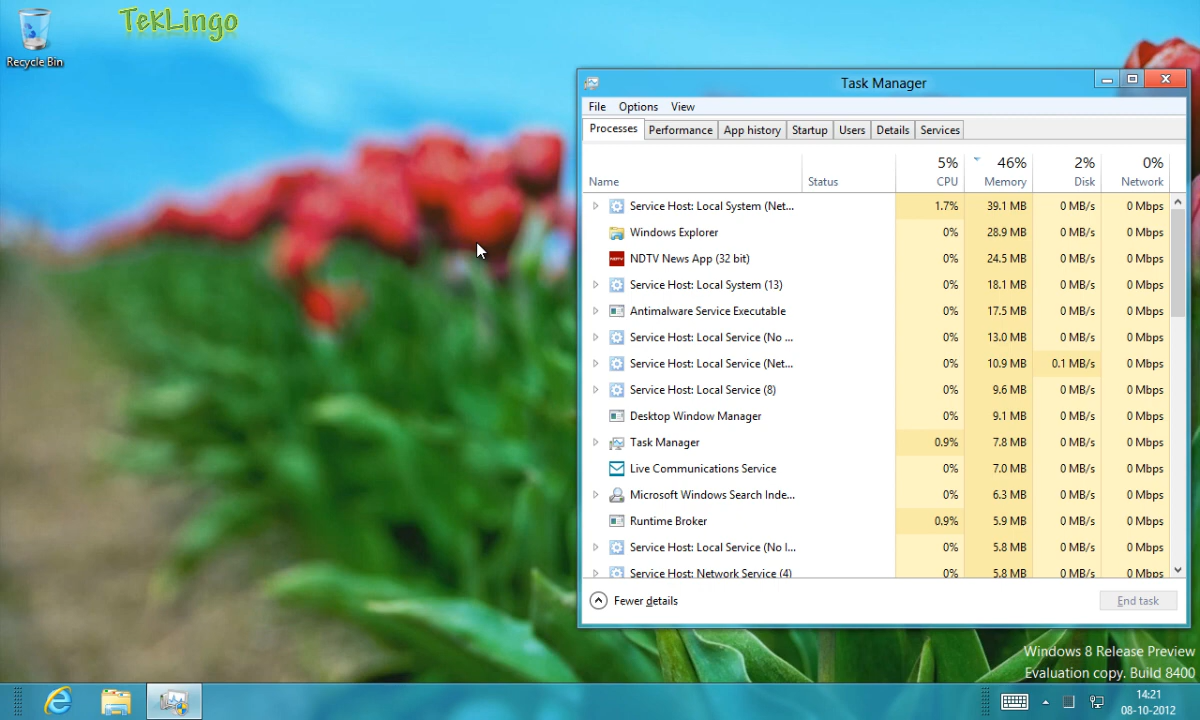 TekLingo
Recycle Bin
Task Manager
File Options View
Processes Performance App history Startup Users Details Services
5% 46% 2% 0%
Name Status CPU Memory Disk Network
Service Host: Local System (Net... 1.7% 39.1 MB 0 MB/s 0 Mbps
Windows Explorer 0% 28.9 MB 0 MB/s 0 Mbps
NDTV NDTV News App (32 bit) 0% 24.5 MB 0 MB/s 0 Mbps
Service Host: Local System (13) 0% 18.1 MB 0 MB/s 0 Mbps
Antimalware Service Executable 0% 17.5 MB 0 MB/s 0 Mbps
Service Host: Local Service (No ... 0% 13.0 MB 0 MB/s 0 Mbps
Service Host: Local Service (Net... 0% 10.9 MB 0.1 MB/s 0 Mbps
Service Host: Local Service (8) 0% 9.6 MB 0 MB/s 0 Mbps
Desktop Window Manager 0% 9.1 MB 0 MB/s 0 Mbps
Task Manager 0.9% 7.8 MB 0 MB/s 0 Mbps
Live Communications Service 0% 7.0 MB 0 MB/s 0 Mbps
Microsoft Windows Search Inde... 0% 6.3 MB 0 MB/s 0 Mbps
Runtime Broker 0.9% 5.9 MB 0 MB/s 0 Mbps
Service Host: Local Service (No I... 0% 5.8 MB 0 MB/s 0 Mbps
Service Host: Network Service (4) 0% 5.8 MB 0 MB/s 0 Mbps
Fewer details End task
Windows 8 Release Preview
Evaluation copy. Build 8400
14:21
08-10-2012